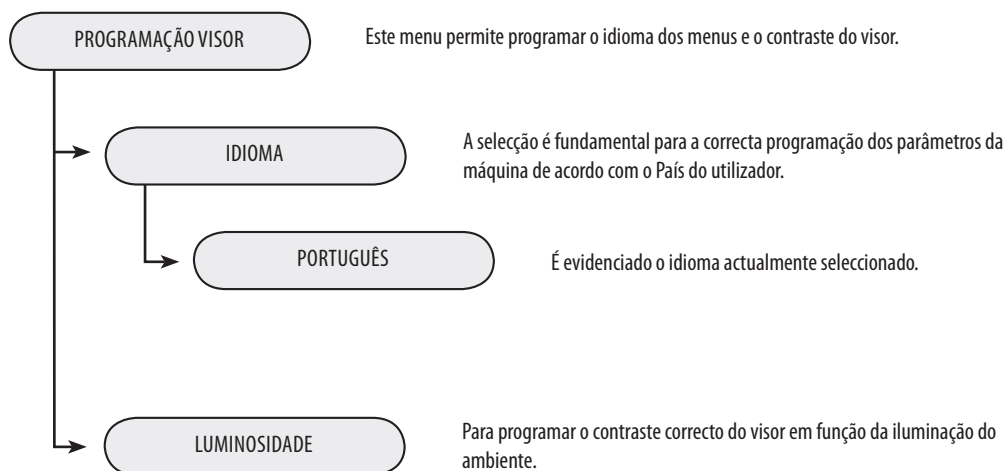 PROGRAMAÇÃO VISOR
Este menu permite programar o idioma dos menus e o contraste do visor.
IDIOMA
A selecção é fundamental para a correcta programação dos parâmetros da
máquina de acordo com o País do utilizador.
PORTUGUÊS
É evidenciado o idioma actualmente seleccionado.
LUMINOSIDADE
Para programar o contraste correcto do visor em função da iluminação do
ambiente.